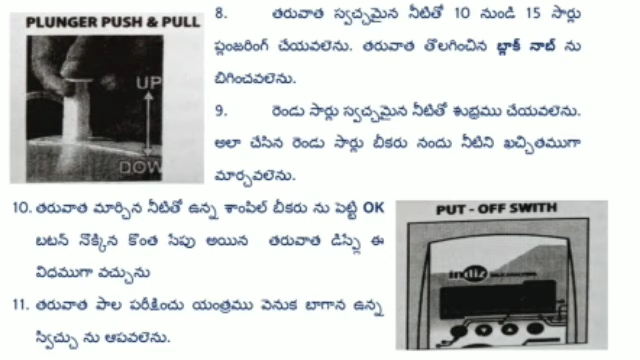 PLUNGER PUSH & PULL
UP
DOW
8. తరువాత స్వచ్ఛమైన నీటితో 10 నుండి 15 సార్లు
ప్లంజరింగ్ చేయవలెను. తరువాత తొలగించిన బ్లాక్ నాబ్ ను
బిగించవలెను.
9. రెండు సార్లు స్వచ్ఛమైన నీటితో శుభ్రము చేయవలెను.
అలా చేసిన రెండు సార్లు బీకరు నందు నీటిని ఖచ్చితముగా
మార్చవలెను.
10. తరువాత మార్చిన నీటితో ఉన్న శాంపిల్ బీకరు ను పెట్టి OK
బటన్ నొక్కిన కొంత సేపు అయిన తరువాత డిస్ప్లే ఈ
విధముగా వచ్చును
11. తరువాత పాల పరీక్షించు యంత్రము వెనుక బాగాన ఉన్న
స్విచ్చు ను ఆపవలెను.
PUT - OFF SWITH
indiz